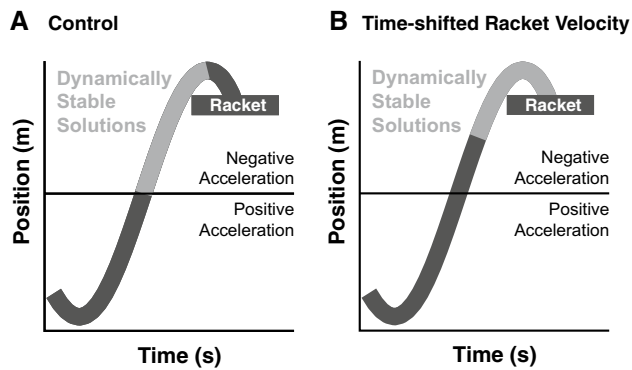 A Control
Dynamically
Stable
Solutions
Racket
Negative
Acceleration
Positive
Acceleration
Position (m)
Time (s)
B Time-shifted Racket Velocity
Dynamically
Stable
Solutions
Racket
Negative
Acceleration
Positive
Acceleration
Position (m)
Time (s)